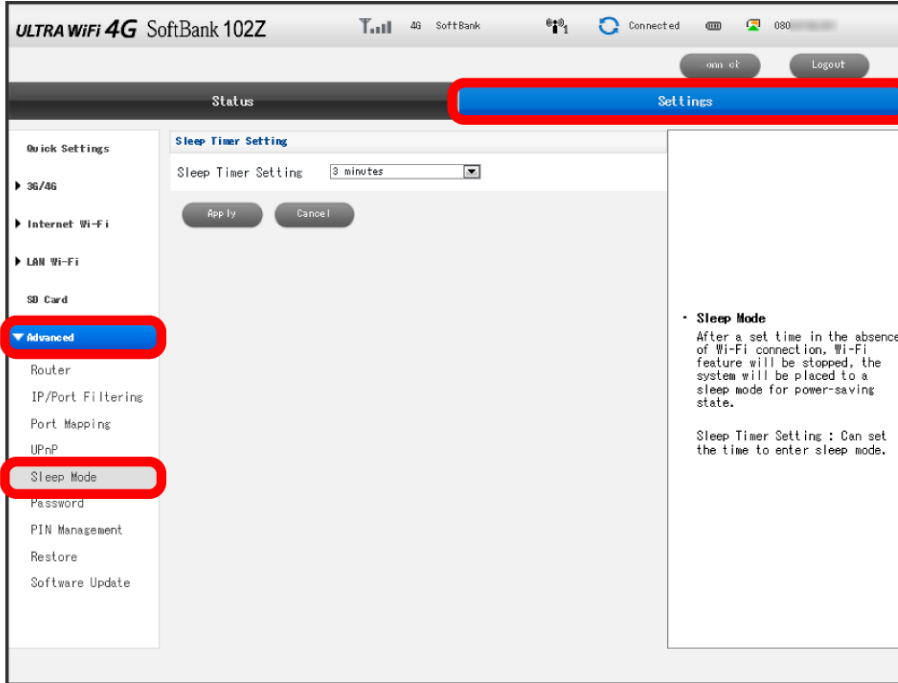 ULTRA WiFi 4G SoftBank 102Z
4G SoftBank
1
Connected
080
Logout
Status
Settings
Quick Settings
3G/4G
Internet Wi-Fi
LAN Wi-Fi
SD Card
Advanced
Router
IP/Port Filtering
Port Mapping
UPnP
Sleep Mode
Password
PIN Management
Restore
Software Update
Sleep Timer Setting
Sleep Timer Setting 3 minutes
Apply Cancel
・ Sleep Mode
After a set time in the absence
of Wi-Fi connection, Wi-Fi
feature will be stopped, the
system will be placed to a
sleep mode for power-saving
state.
Sleep Timer Setting : Can set
the time to enter sleep mode.